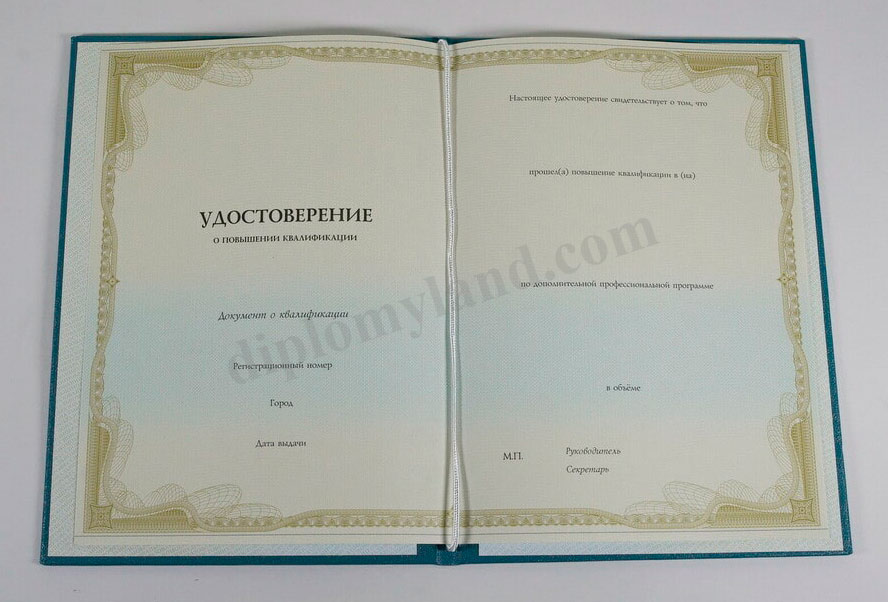 УДОСТОВЕРЕНИЕ
О ПОВЫШЕНИИ КВАЛИФИКАЦИИ
Документ о квалификации
Регистрационный номер
Город
Дата выдачи
Настоящее удостоверение свидетельствует о том, что
прошел(а) повышение квалификации в (на)
по дополнительной профессиональной программе
в объёме
М.П. Руководитель
Секретарь
diplomyland.com